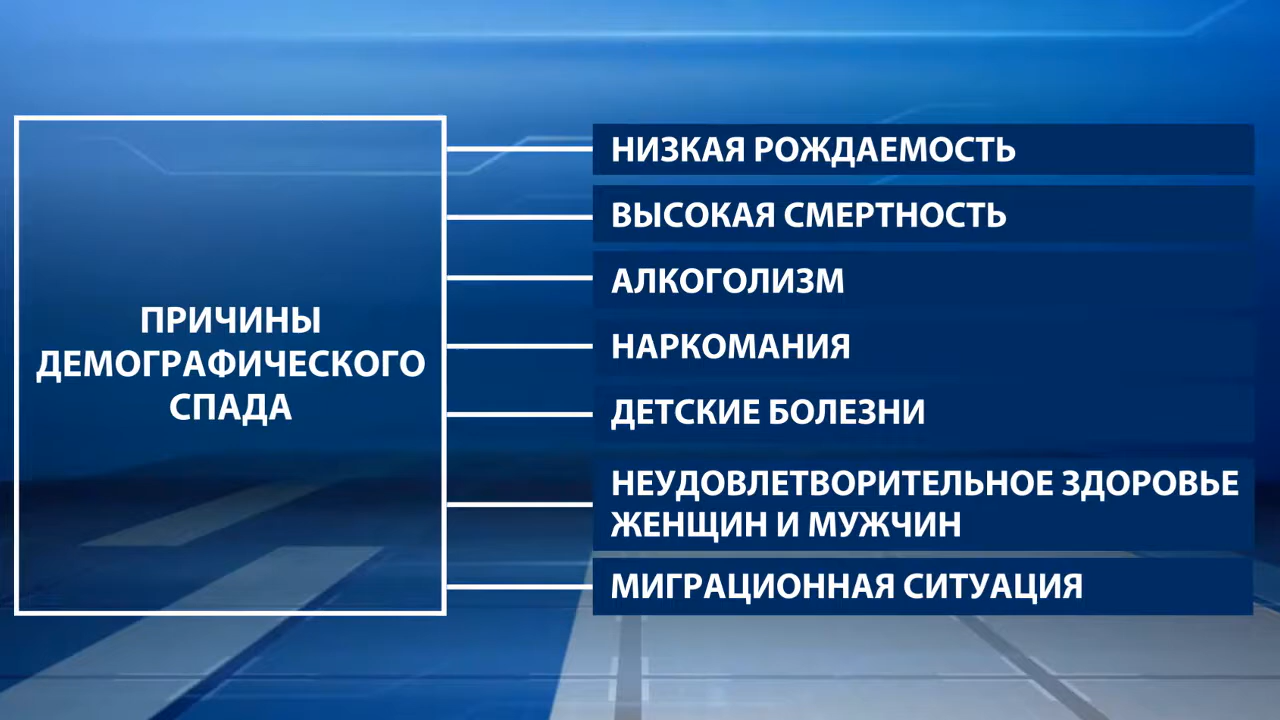 ПРИЧИНЫ
ДЕМОГРАФИЧЕСКОГО
СПАДА
НИЗКАЯ РОЖДАЕМОСТЬ
ВЫСОКАЯ СМЕРТНОСТЬ
АЛКОГОЛИЗМ
НАРКОМАНИЯ
ДЕТСКИЕ БОЛЕЗНИ
НЕУДОВЛЕТВОРИТЕЛЬНОЕ ЗДОРОВЬЕ
ЖЕНЩИН И МУЖЧИН
МИГРАЦИОННАЯ СИТУАЦИЯ